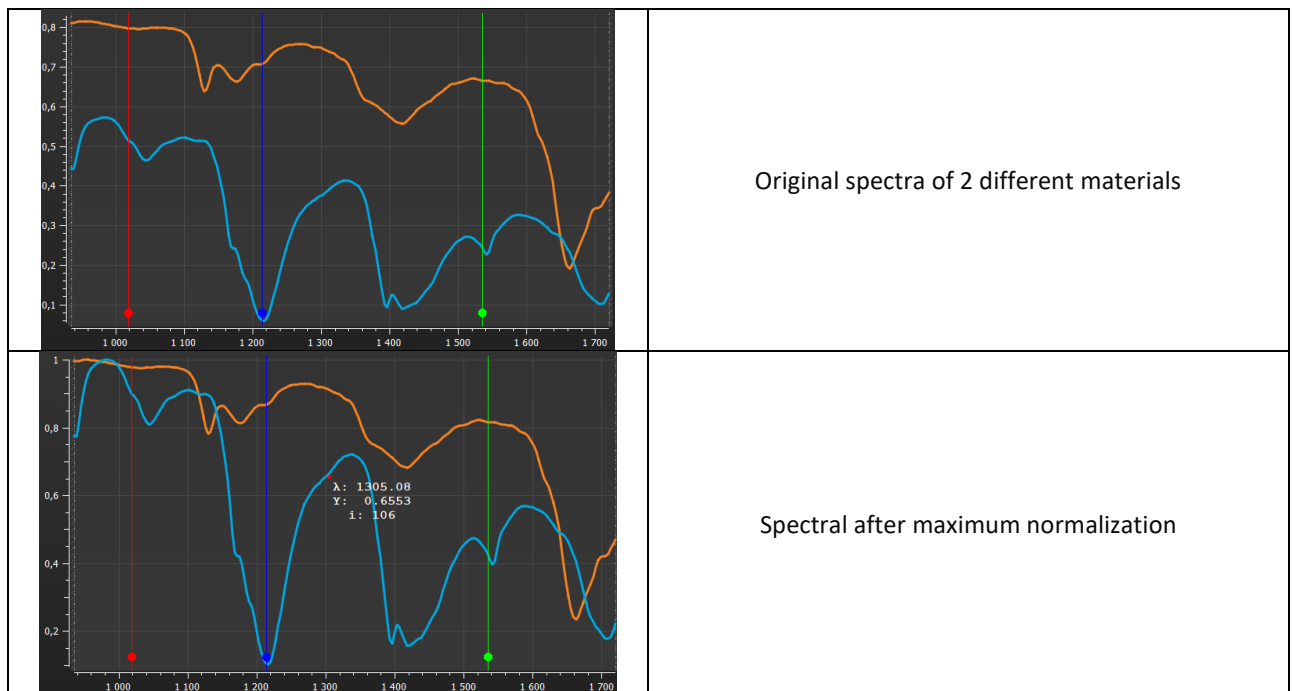 0,8
0,7
0,6
0,5
0,4
0,3
0,2
0,1
1 000 1 100 1 200 1 300 1 400 1 500 1 600 1 700
Original spectra of 2 different materials
1
0,8
0,6
0,4
0,2
λ: 1305.08
Y: 0.6553
i: 106
1 000 1 100 1 200 1 300 1 400 1 500 1 600 1 700
Spectral after maximum normalization